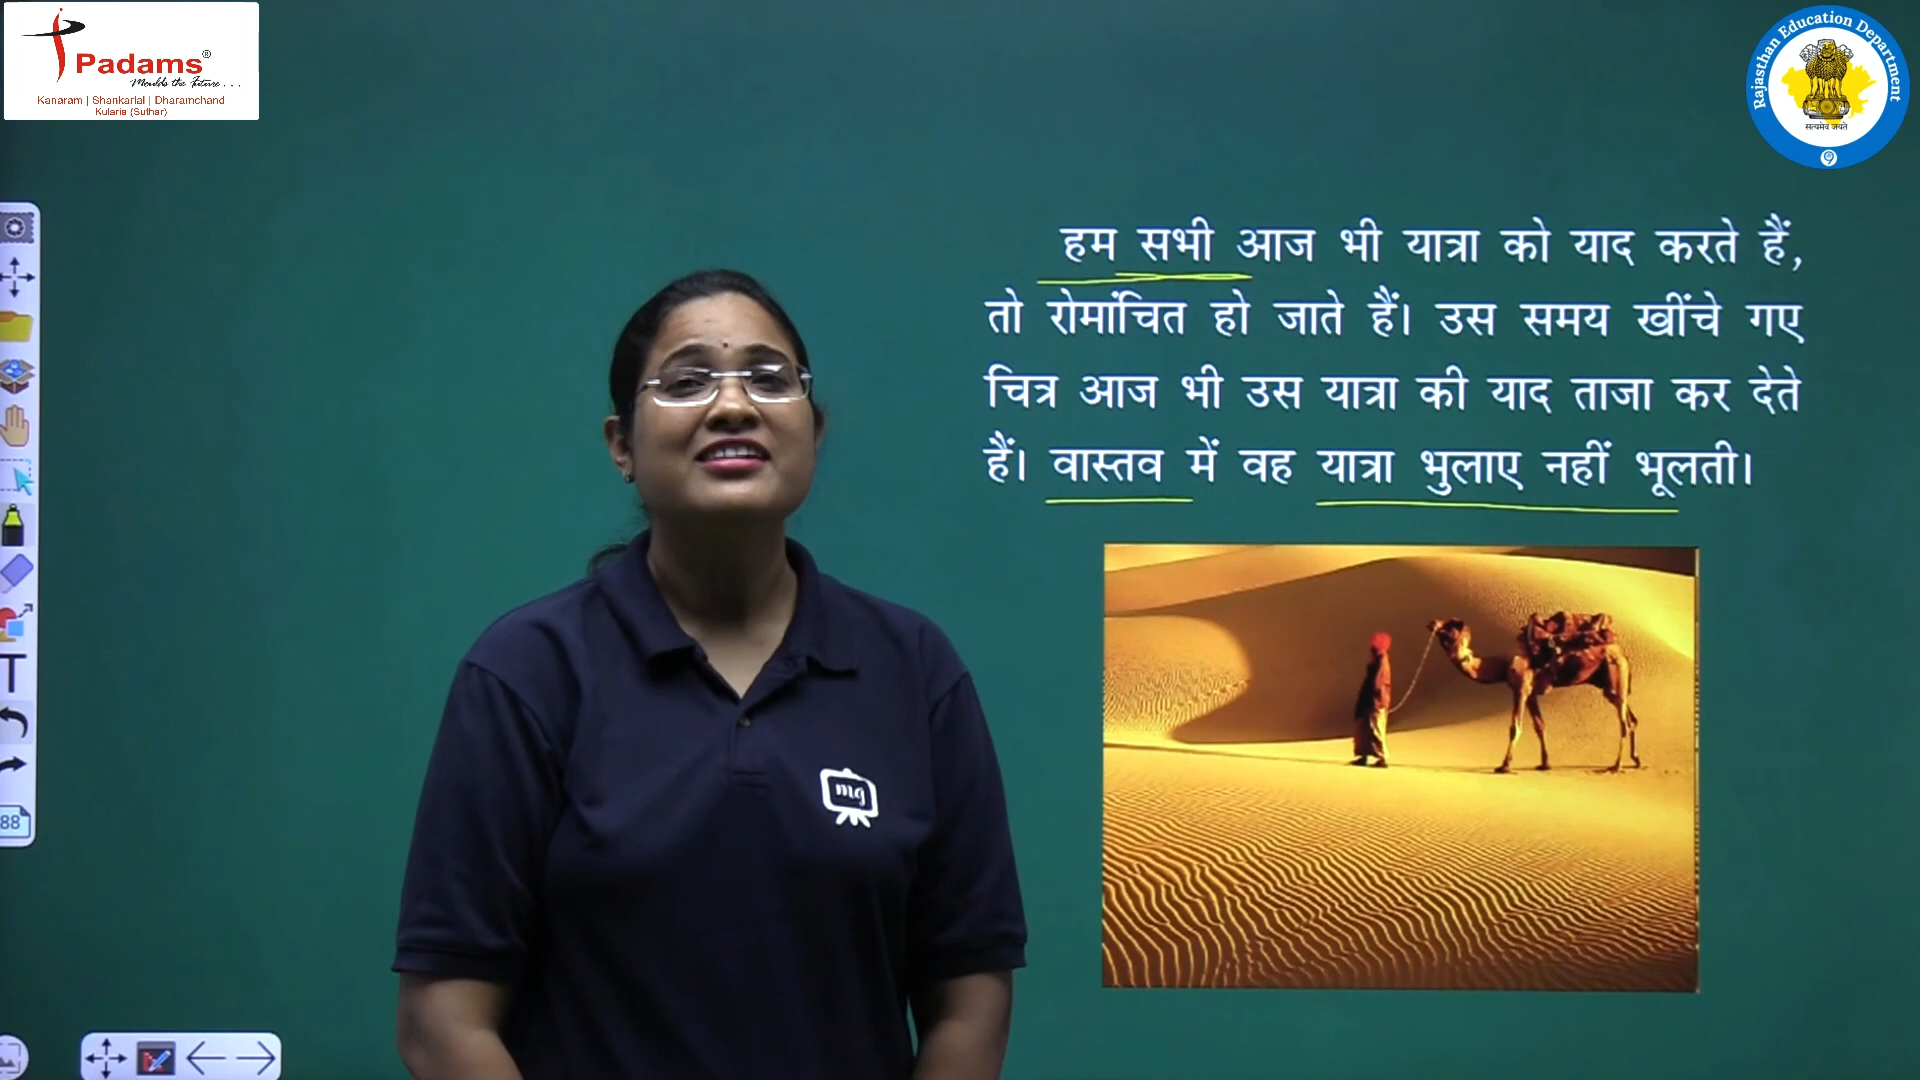 Padams®
Moulds the Future . . .
Kanaram | Shankarlal | Dharamchand
Kularia (Suthar)
Rajasthan Education Department
सत्यमेव जयते
हम सभी आज भी यात्रा को याद करते हैं,
तो रोमांचित हो जाते हैं। उस समय खींचे गए
चित्र आज भी उस यात्रा की याद ताजा कर देते
हैं। वास्तव में वह यात्रा भुलाए नहीं भूलती।
mg
T
88